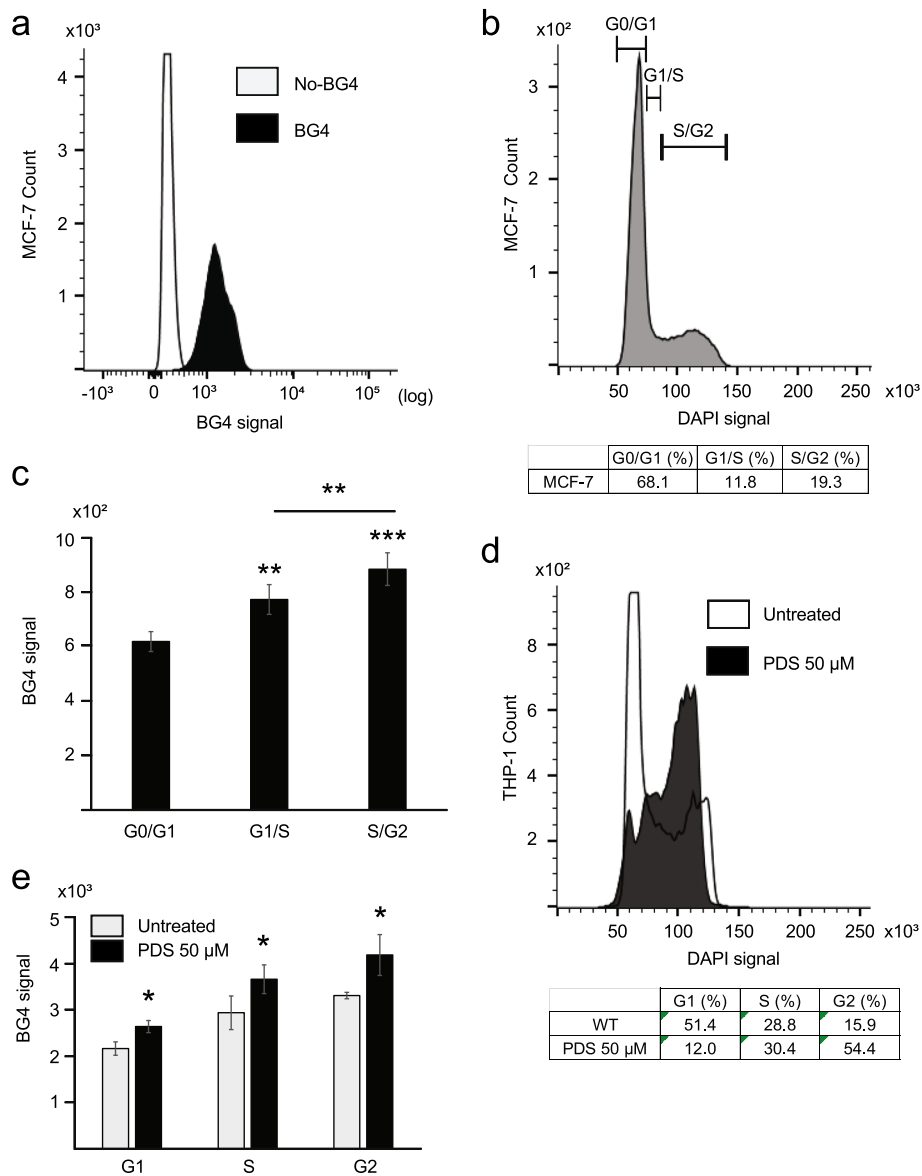 a
x10³
4
3
2
1
MCF-7 Count
No-BG4
BG4
-10³ 0 10³ 10⁴ 10⁵ (log)
BG4 signal
b
x10²
3
2
1
MCF-7 Count
G0/G1
G1/S
S/G2
50 100 150 200 250 x10³
DAPI signal
G0/G1 (%) G1/S (%) S/G2 (%)
MCF-7 68.1 11.8 19.3
c
x10²
10
8
6
4
2
BG4 signal
**
**
***
G0/G1 G1/S S/G2
d
x10²
8
6
4
2
THP-1 Count
Untreated
PDS 50 µM
50 100 150 200 250 x10³
DAPI signal
G1 (%) S (%) G2 (%)
WT 51.4 28.8 15.9
PDS 50 µM 12.0 30.4 54.4
e
x10³
5
4
3
2
1
BG4 signal
Untreated
PDS 50 µM
*
*
*
G1 S G2